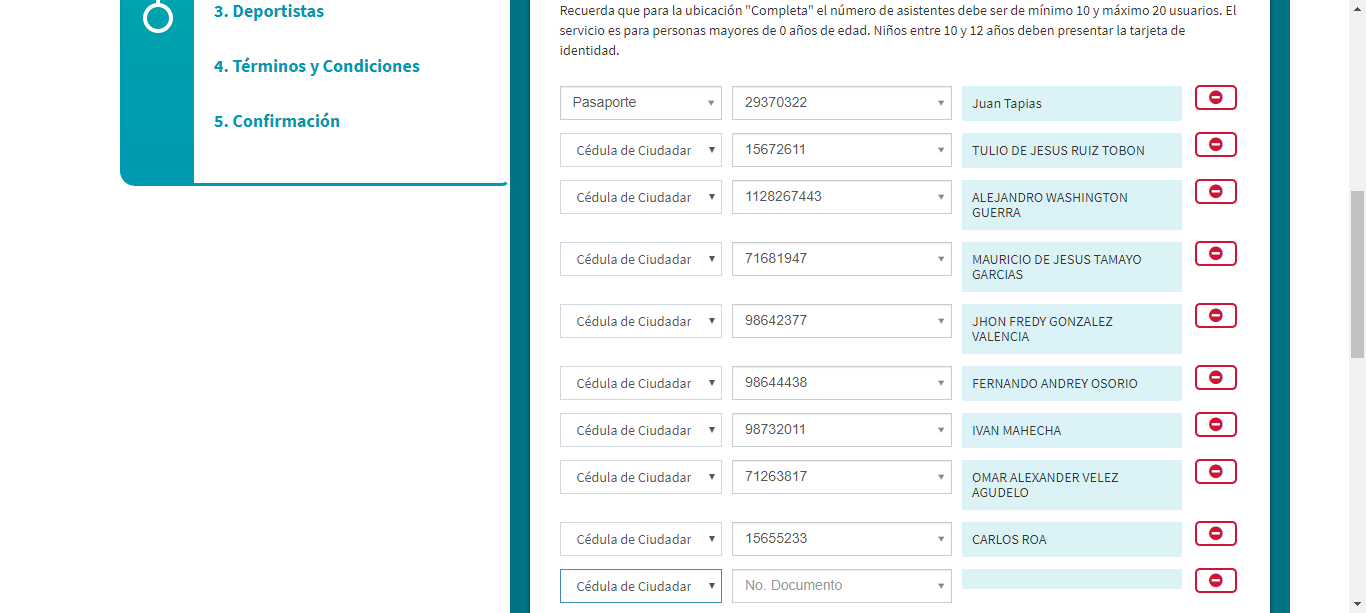 3. Deportistas
4. Términos y Condiciones
5. Confirmación
Recuerda que para la ubicación "Completa" el número de asistentes debe ser de mínimo 10 y máximo 20 usuarios. El
servicio es para personas mayores de 0 años de edad. Niños entre 10 y 12 años deben presentar la tarjeta de
identidad.
Pasaporte 29370322 Juan Tapias
Cédula de Ciudadar 15672611 TULIO DE JESUS RUIZ TOBON
Cédula de Ciudadar 1128267443 ALEJANDRO WASHINGTON
GUERRA
Cédula de Ciudadar 71681947 MAURICIO DE JESUS TAMAYO
GARCIAS
Cédula de Ciudadar 98642377 JHON FREDY GONZALEZ
VALENCIA
Cédula de Ciudadar 98644438 FERNANDO ANDREY OSORIO
Cédula de Ciudadar 98732011 IVAN MAHECHA
Cédula de Ciudadar 71263817 OMAR ALEXANDER VELEZ
AGUDELO
Cédula de Ciudadar 15655233 CARLOS ROA
Cédula de Ciudadar No. Documento